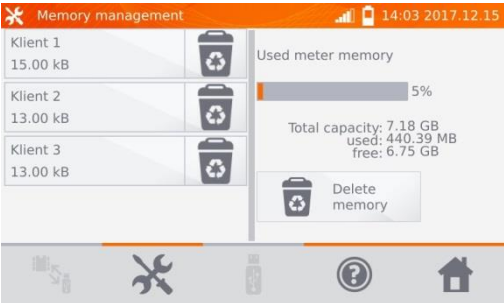 Memory management
14:03 2017.12.15
Klient 1
15.00 kB
Klient 2
13.00 kB
Klient 3
13.00 kB
Used meter memory
5%
Total capacity: 7.18 GB
used: 440.39 MB
free: 6.75 GB
Delete
memory